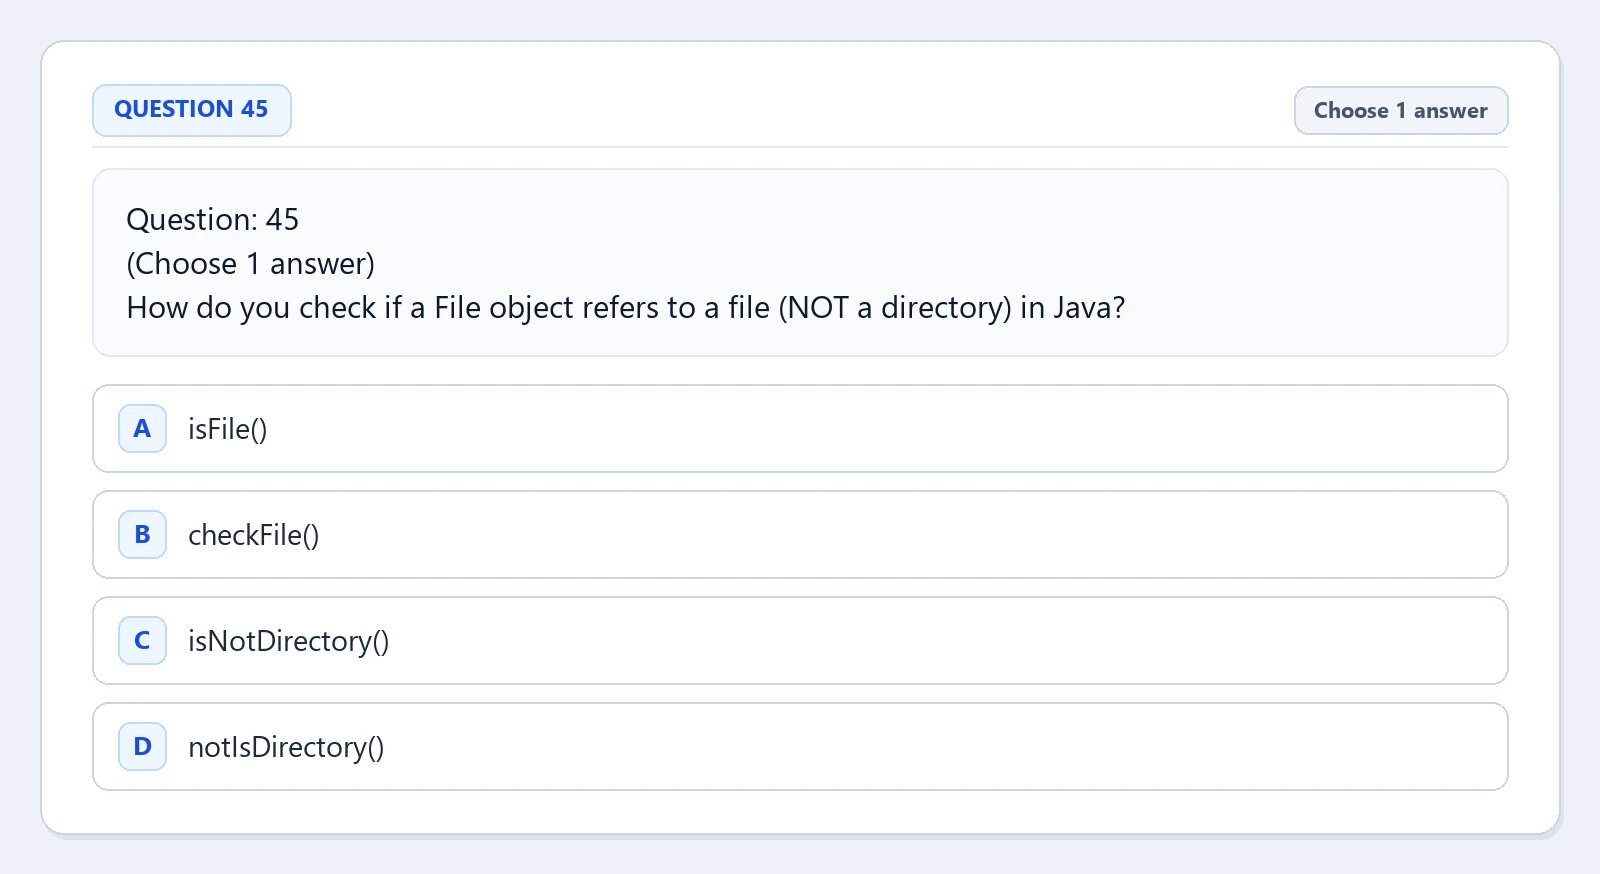 QUESTION 45
Choose 1 answer
Question: 45
(Choose 1 answer)
How do you check if a File object refers to a file (NOT a directory) in Java?
A isFile()
B checkFile()
C isNotDirectory()
D notIsDirectory()